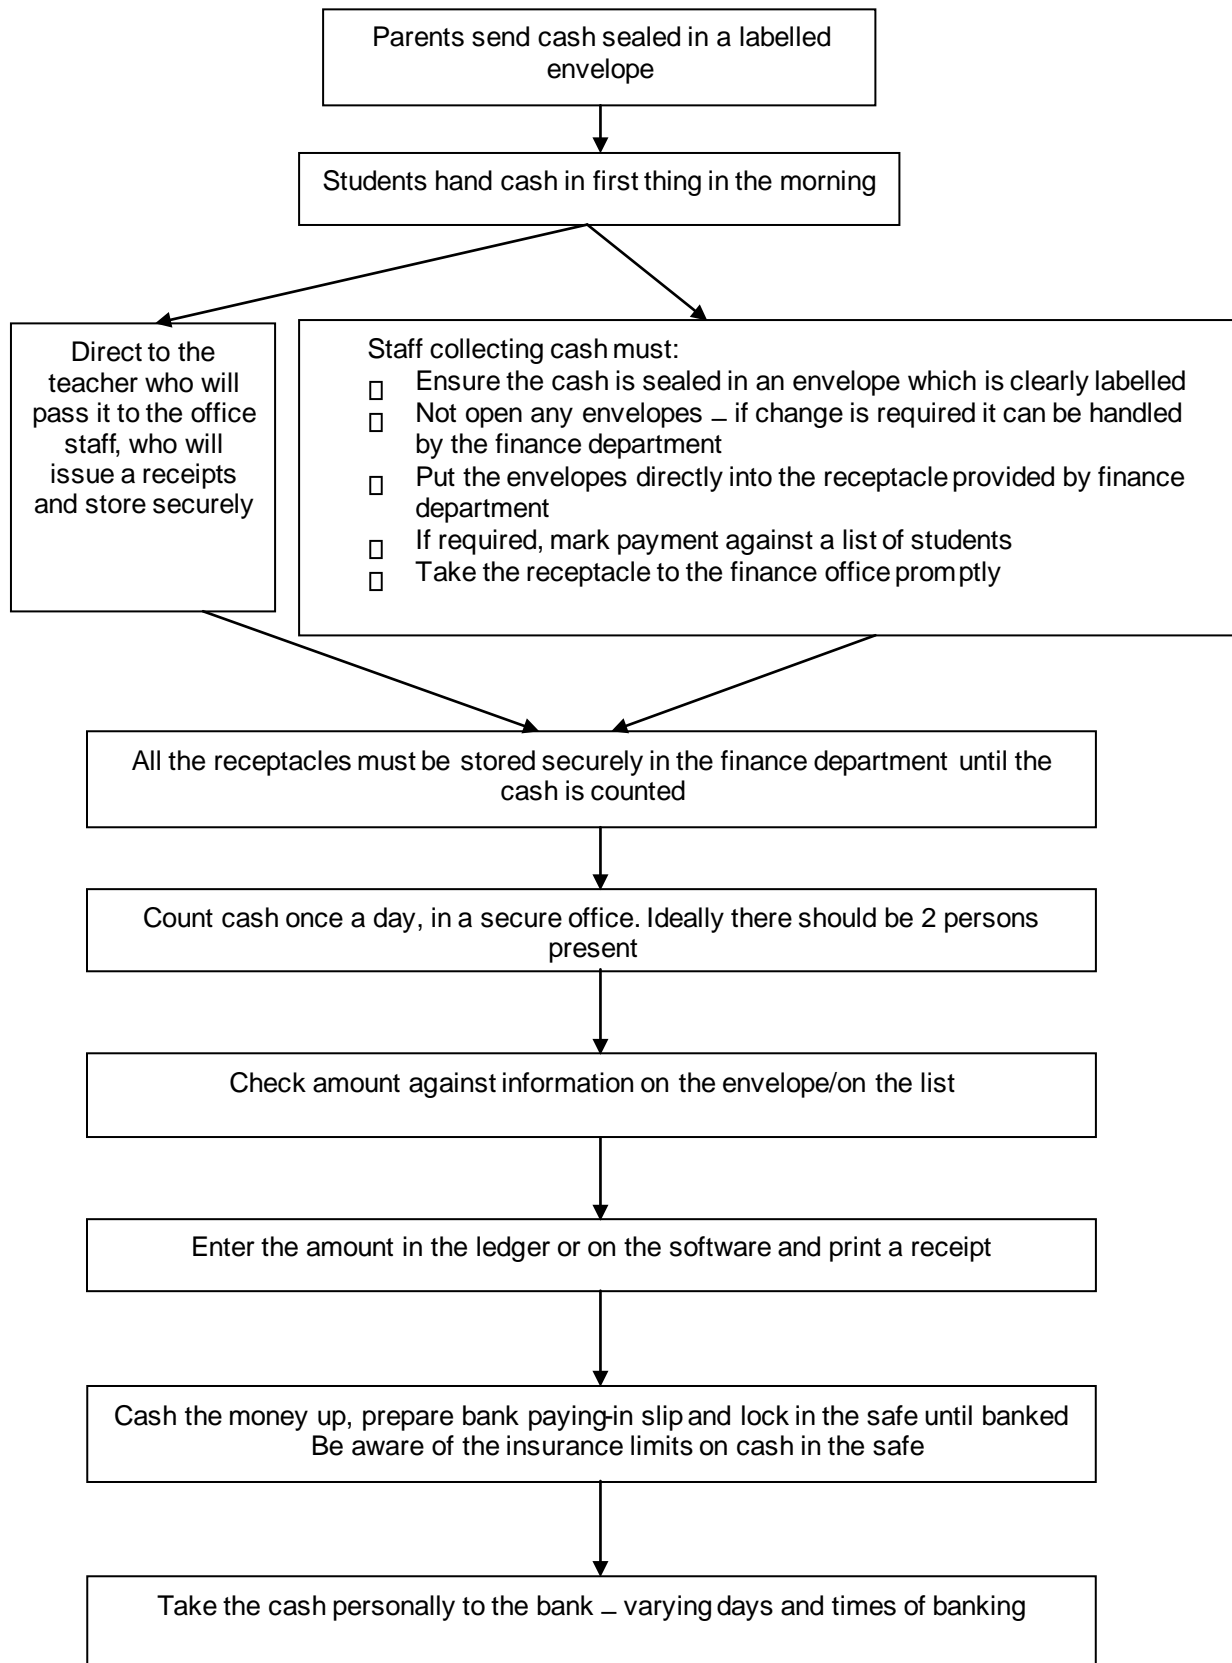 Parents send cash sealed in a labelled
envelope
Students hand cash in first thing in the morning
Direct to the
teacher who will
pass it to the office
staff, who will
issue a receipts
and store securely
Staff collecting cash must:
Ensure the cash is sealed in an envelope which is clearly labelled
Not open any envelopes – if change is required it can be handled
by the finance department
Put the envelopes directly into the receptacle provided by finance
department
If required, mark payment against a list of students
Take the receptacle to the finance office promptly
All the receptacles must be stored securely in the finance department until the
cash is counted
Count cash once a day, in a secure office. Ideally there should be 2 persons
present
Check amount against information on the envelope/on the list
Enter the amount in the ledger or on the software and print a receipt
Cash the money up, prepare bank paying-in slip and lock in the safe until banked
Be aware of the insurance limits on cash in the safe
Take the cash personally to the bank – varying days and times of banking